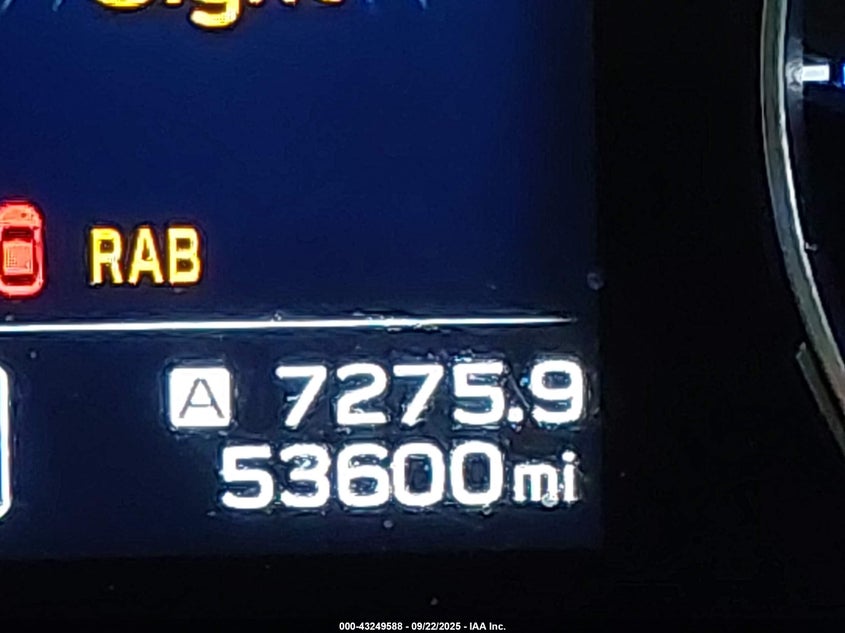 RAB
A 7275.9
53600mi
000-43249588 - 09/22/2025 - IAA Inc.